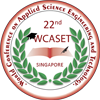 World Conference on Applied Science Engineering and Technology
22nd
WCASET
SINGAPORE